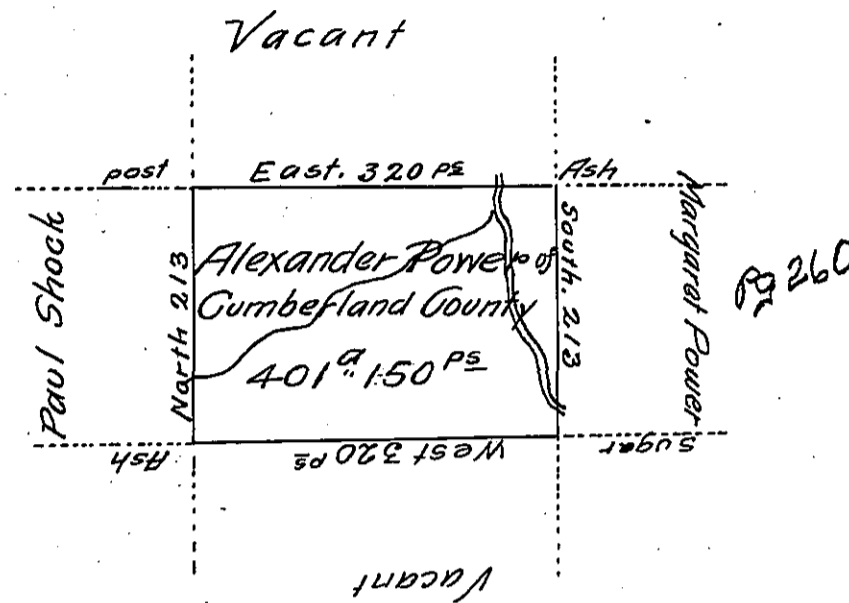 Vacant
post East. 320 ps Ash
Paul Shock
North 213
Alexander Power of
Cumberland County
401 a 150 ps
South. 213
Margarat Power
Pg 260
Ash West 320 ps Sugar
Vacant